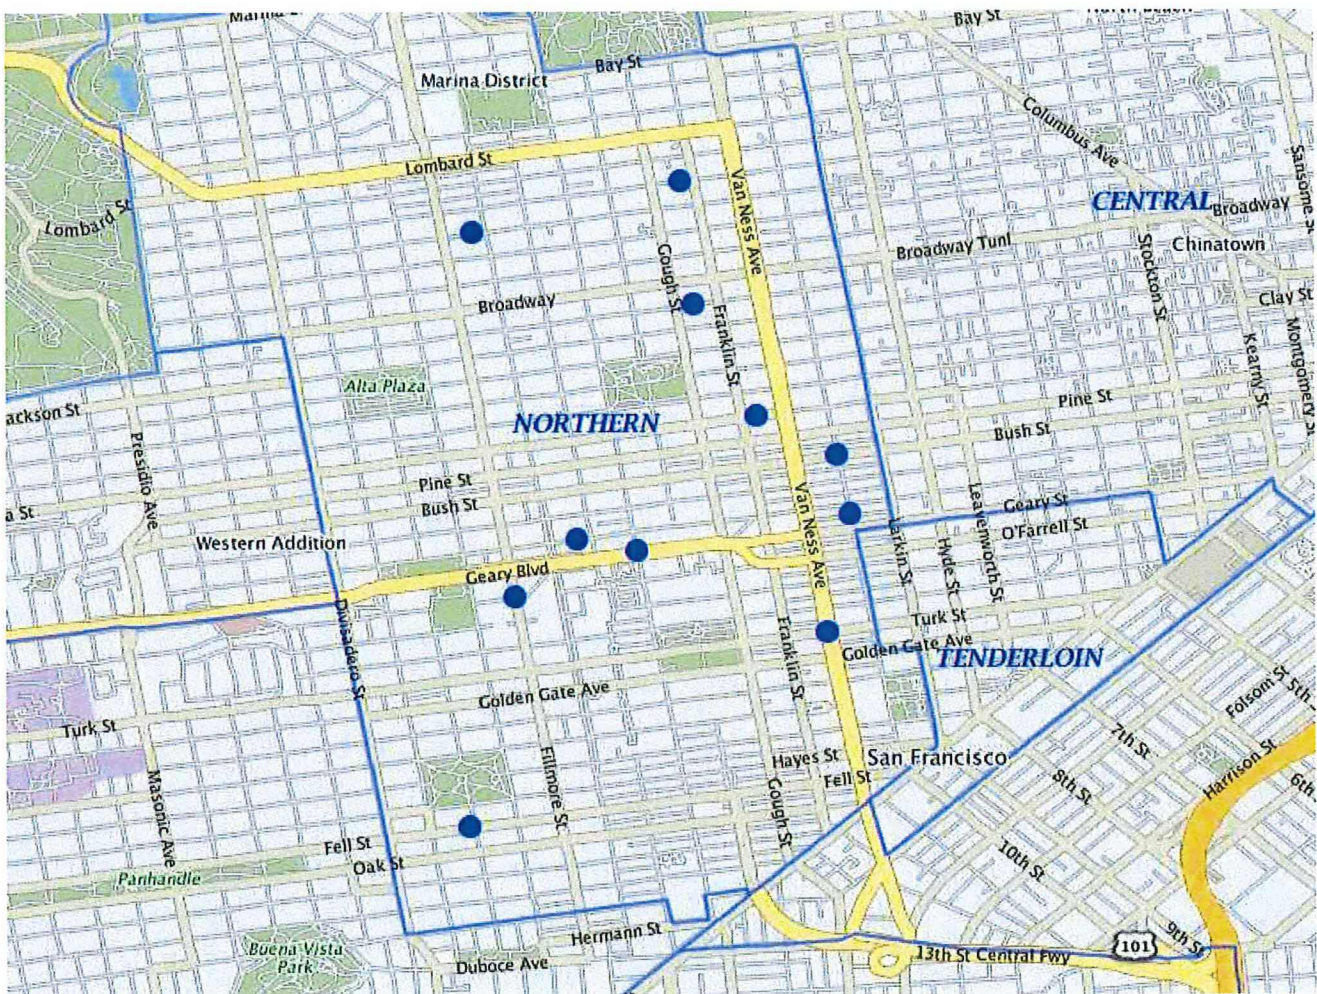 Bay St
Marina District
Bay St
Columbus Ave
Sansome St
Lombard St
Van Ness Ave
CENTRAL
Broadway
Lombard St
Chinatown
Broadway Tunl
Stockton St
Gough St
Clay St
Broadway
Franklin St
Kearny St
Montgomery St
Alta Plaza
ackson St
Pine St
NORTHERN
Bush St
Presidio Ave
Pine St
Bush St
a St
Van Ness Ave
Leavenworth St
Geary St
O'Farrell St
Western Addition
Larkin St
Hyde St
Geary Blvd
Divisadero St
Turk St
Franklin St
Golden Gate Ave
TENDERLOIN
Golden Gate Ave
Folsom St
5th
Turk St
7th St
Hayes St
San Francisco
Fell St
Harrison St
8th St
6th
Masonic Ave
Fillmore St
Gough St
Fell St
Oak St
10th St
Panhandle
Hermann St
9th St
Buena Vista
Park
Duboce Ave
13th St Central Fwy
101